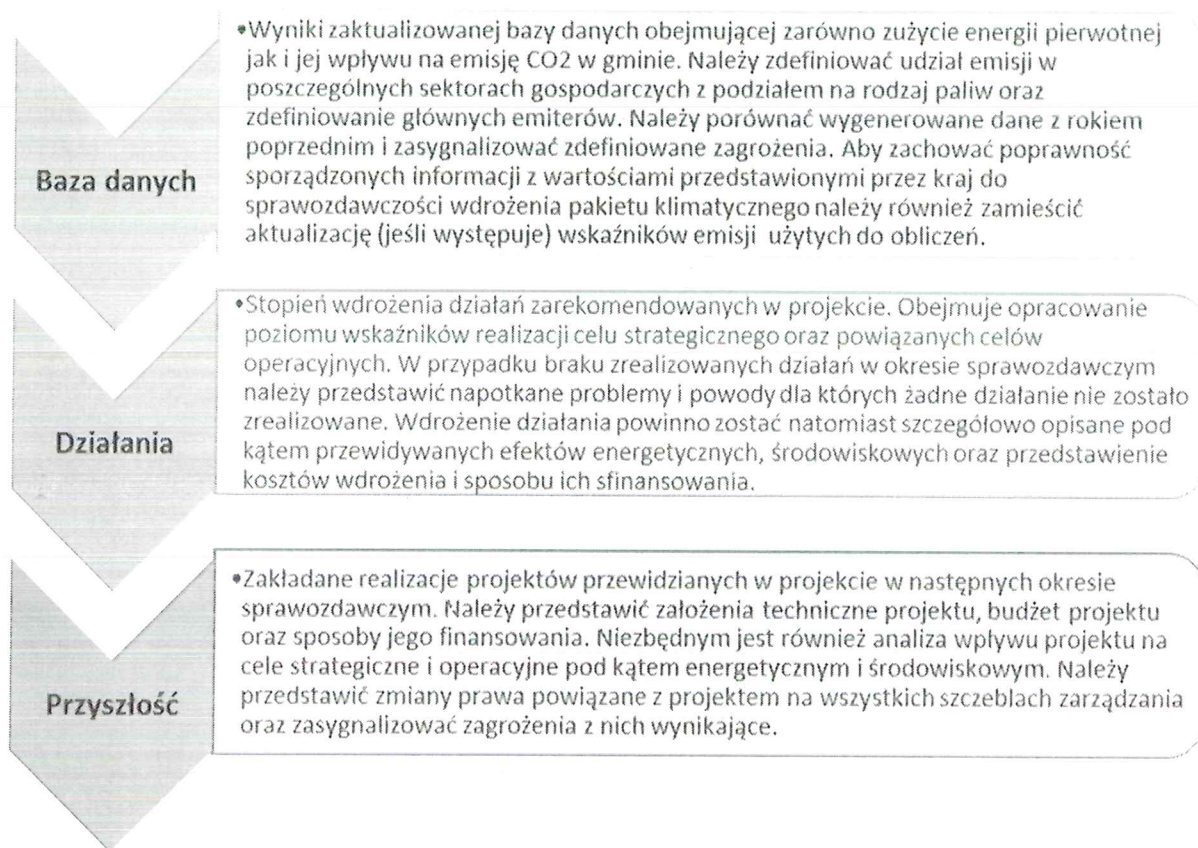 •Wyniki zaktualizowanej bazy danych obejmującej zarówno zużycie energii pierwotnej
jak i jej wpływu na emisję CO2 w gminie. Należy zdefiniować udział emisji w
poszczególnych sektorach gospodarczych z podziałem na rodzaj paliw oraz
zdefiniowanie głównych emiterów. Należy porównać wygenerowane dane z rokiem
poprzednim i zasygnalizować zdefiniowane zagrożenia. Aby zachować poprawność
sporządzonych informacji z wartościami przedstawionymi przez kraj do
sprawozdawczości wdrożenia pakietu klimatycznego należy również zamieścić
aktualizację (jeśli występuje) wskaźników emisji użytych do obliczeń.
Baza danych
•Stopień wdrożenia działań zarekomendowanych w projekcie. Obejmuje opracowanie
poziomu wskaźników realizacji celu strategicznego oraz powiązanych celów
operacyjnych. W przypadku braku zrealizowanych działań w okresie sprawozdawczym
należy przedstawić napotkane problemy i powody dla których żadne działanie nie zostało
zrealizowane. Wdrożenie działania powinno zostać natomiast szczegółowo opisane pod
kątem przewidywanych efektów energetycznych, środowiskowych oraz przedstawienie
kosztów wdrożenia i sposobu ich sfinansowania.
Działania
•Zakładane realizacje projektów przewidzianych w projekcie w następnych okresie
sprawozdawczym. Należy przedstawić założenia techniczne projektu, budżet projektu
oraz sposoby jego finansowania. Niezbędnym jest również analiza wpływu projektu na
cele strategiczne i operacyjne pod kątem energetycznym i środowiskowym. Należy
przedstawić zmiany prawa powiązane z projektem na wszystkich szczeblach zarządzania
oraz zasygnalizować zagrożenia z nich wynikające.
Przyszłość